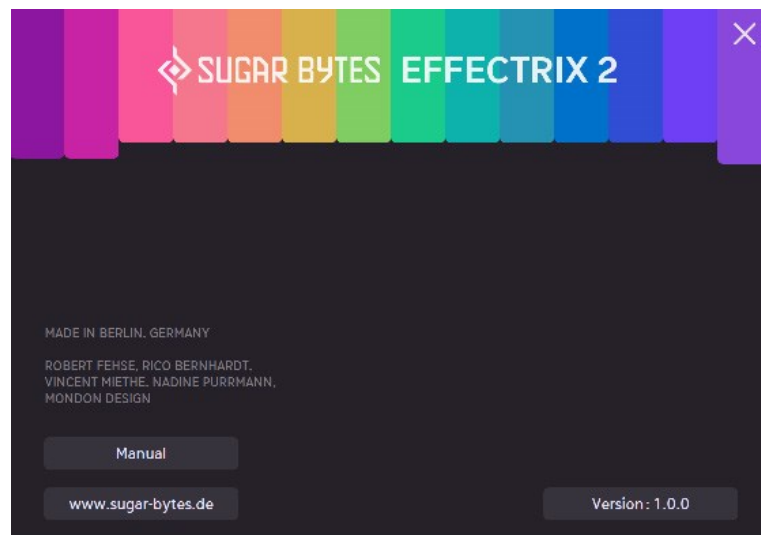 SUGAR BYTES EFFECTRIX 2
MADE IN BERLIN, GERMANY
ROBERT FEHSE, RICO BERNHARDT,
VINCENT MIETHE, NADINE PURRMANN,
MONDON DESIGN
Manual
www.sugar-bytes.de
Version: 1.0.0